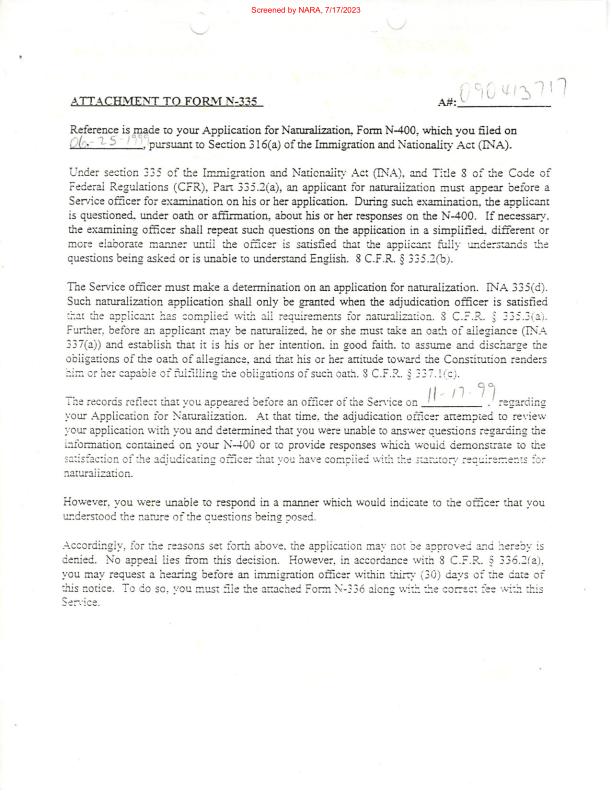 Screened by NARA, 7/17/2023
ATTACHMENT TO FORM N-335 A#: 090413717
Reference is made to your Application for Naturalization, Form N-400, which you filed on
06-25-1999, pursuant to Section 316(a) of the Immigration and Nationality Act (INA).
Under section 335 of the Immigration and Nationality Act (INA), and Title 8 of the Code of
Federal Regulations (CFR), Part 335.2(a), an applicant for naturalization must appear before a
Service officer for examination on his or her application. During such examination, the applicant
is questioned, under oath or affirmation, about his or her responses on the N-400. If necessary,
the examining officer shall repeat such questions on the application in a simplified, different or
more elaborate manner until the officer is satisfied that the applicant fully understands the
questions being asked or is unable to understand English. 8 C.F.R. § 335.2(b).
The Service officer must make a determination on an application for naturalization. INA 335(d).
Such naturalization application shall only be granted when the adjudication officer is satisfied
that the applicant has complied with all requirements for naturalization. 8 C.F.R. § 335.3(a).
Further, before an applicant may be naturalized, he or she must take an oath of allegiance (INA
337(a)) and establish that it is his or her intention, in good faith, to assume and discharge the
obligations of the oath of allegiance, and that his or her attitude toward the Constitution renders
him or her capable of fulfilling the obligations of such oath. 8 C.F.R. § 337.1(c).
The records reflect that you appeared before an officer of the Service on 11-17-99, regarding
your Application for Naturalization. At that time, the adjudication officer attempted to review
your application with you and determined that you were unable to answer questions regarding the
information contained on your N-400 or to provide responses which would demonstrate to the
satisfaction of the adjudicating officer that you have complied with the statutory requirements for
naturalization.
However, you were unable to respond in a manner which would indicate to the officer that you
understood the nature of the questions being posed.
Accordingly, for the reasons set forth above, the application may not be approved and hereby is
denied. No appeal lies from this decision. However, in accordance with 8 C.F.R. § 336.2(a),
you may request a hearing before an immigration officer within thirty (30) days of the date of
this notice. To do so, you must file the attached Form N-336 along with the correct fee with this
Service.